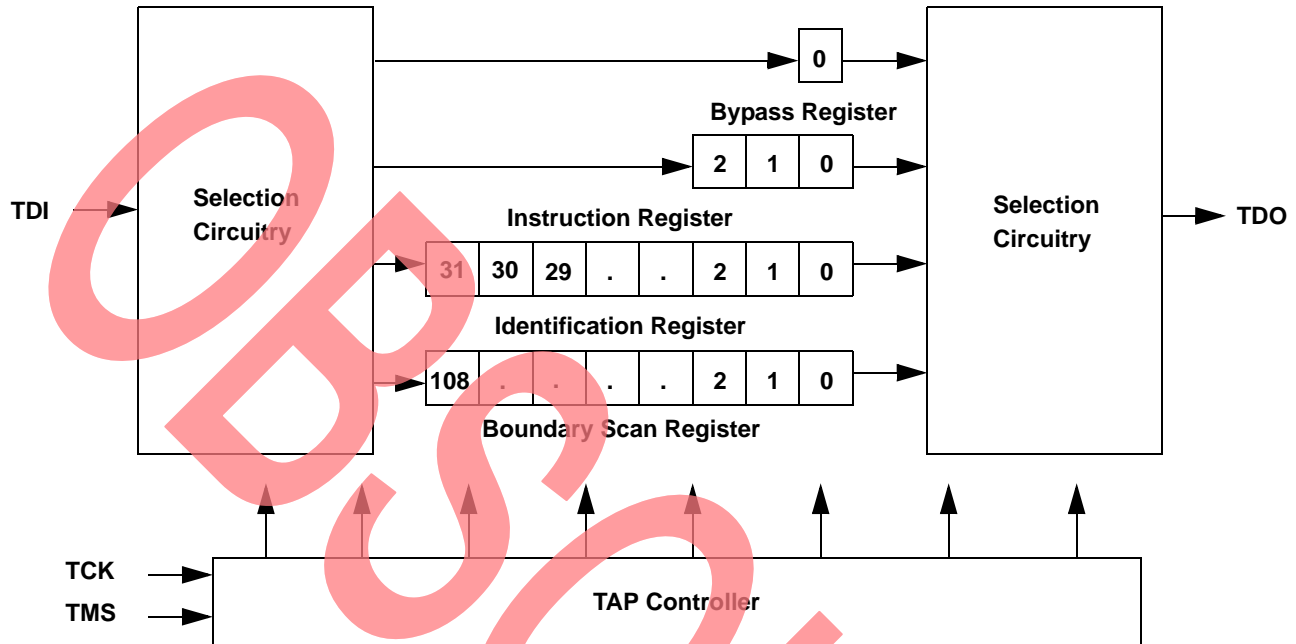 0
Bypass Register
2 1 0
TDI
Selection
Circuitry
Selection
Circuitry
TDO
Instruction Register
31 30 29 . . 2 1 0
Identification Register
108 . . . . 2 1 0
Boundary Scan Register
TCK
TMS
TAP Controller
OBSOL